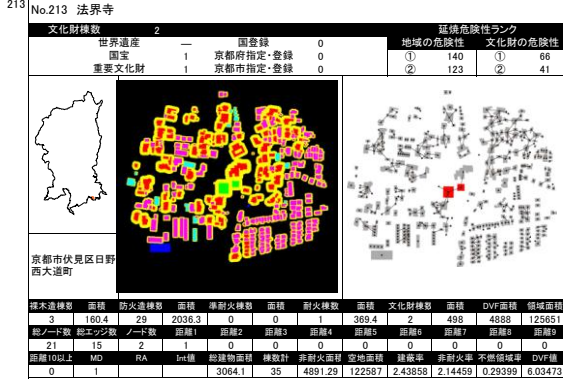 213 No.213 法界寺
文化財棟数 2 延焼危険性ランク
世界遺産 — 国登録 0 地域の危険性 文化財の危険性
国宝 1 京都府指定・登録 0 ① 140 ① 66
重要文化財 1 京都市指定・登録 0 ② 123 ② 41
京都市伏見区日野
西大道町
裸木造棟数 面積 防火造棟数 面積 準耐火棟数 面積 耐火棟数 面積 文化財棟数 面積 DVF面積 領域面積
3 160.4 29 2036.3 0 0 1 369.4 2 498 4888 125651
総ノード数 総エッジ数 ノード数 距離1 距離2 距離3 距離4 距離5 距離6 距離7 距離8 距離9
21 15 2 1 0 0 0 0 0 0 0 0
距離10以上 MD RA Int値 総建物面積 棟数計 非耐火面積 空地面積 建蔽率 非耐火率 不燃領域率 DVF値
0 1 3064.1 35 4891.29 122587 2.43858 2.14459 0.29399 6.03473